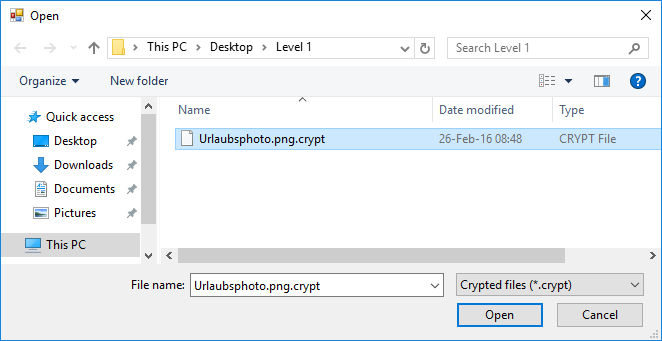 Open
This PC > Desktop > Level 1
Search Level 1
Organize
New folder
?
Name
Date modified
Type
Quick access
Desktop
Downloads
Documents
Pictures
This PC
Urlaubsphoto.png.crypt
26-Feb-16 08:48
CRYPT File
File name:
Urlaubsphoto.png.crypt
Crypted files (*.crypt)
Open
Cancel